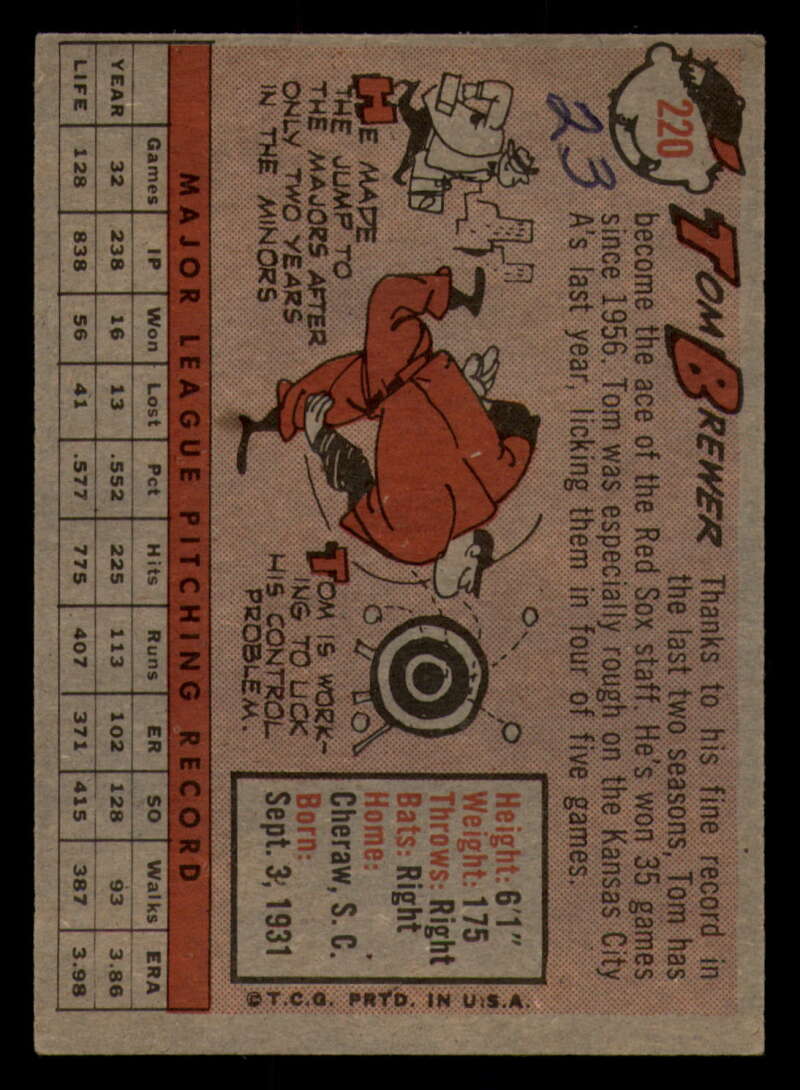 220
23
TOM BREWER
Thanks to his fine record in
the last two seasons, Tom has
become the ace of the Red Sox staff. He's won 35 games
since 1956. Tom was especially rough on the Kansas City
A's last year, licking them in four of five games.
HE MADE
THE JUMP TO
THE MAJORS AFTER
ONLY TWO YEARS
IN THE MINORS
TOM IS WORK-
ING TO LICK
HIS CONTROL
PROBLEM.
Height: 6'1"
Weight: 175
Throws: Right
Bats: Right
Home:
Cheraw, S. C.
Born:
Sept. 3, 1931
©T.C.G. PRTD. IN U.S.A.
MAJOR LEAGUE PITCHING RECORD
Games IP Won Lost Pct Hits Runs ER SO Walks ERA
YEAR 32 238 16 13 .552 225 113 102 128 93 3.86
LIFE 128 838 56 41 .577 775 407 371 415 387 3.98